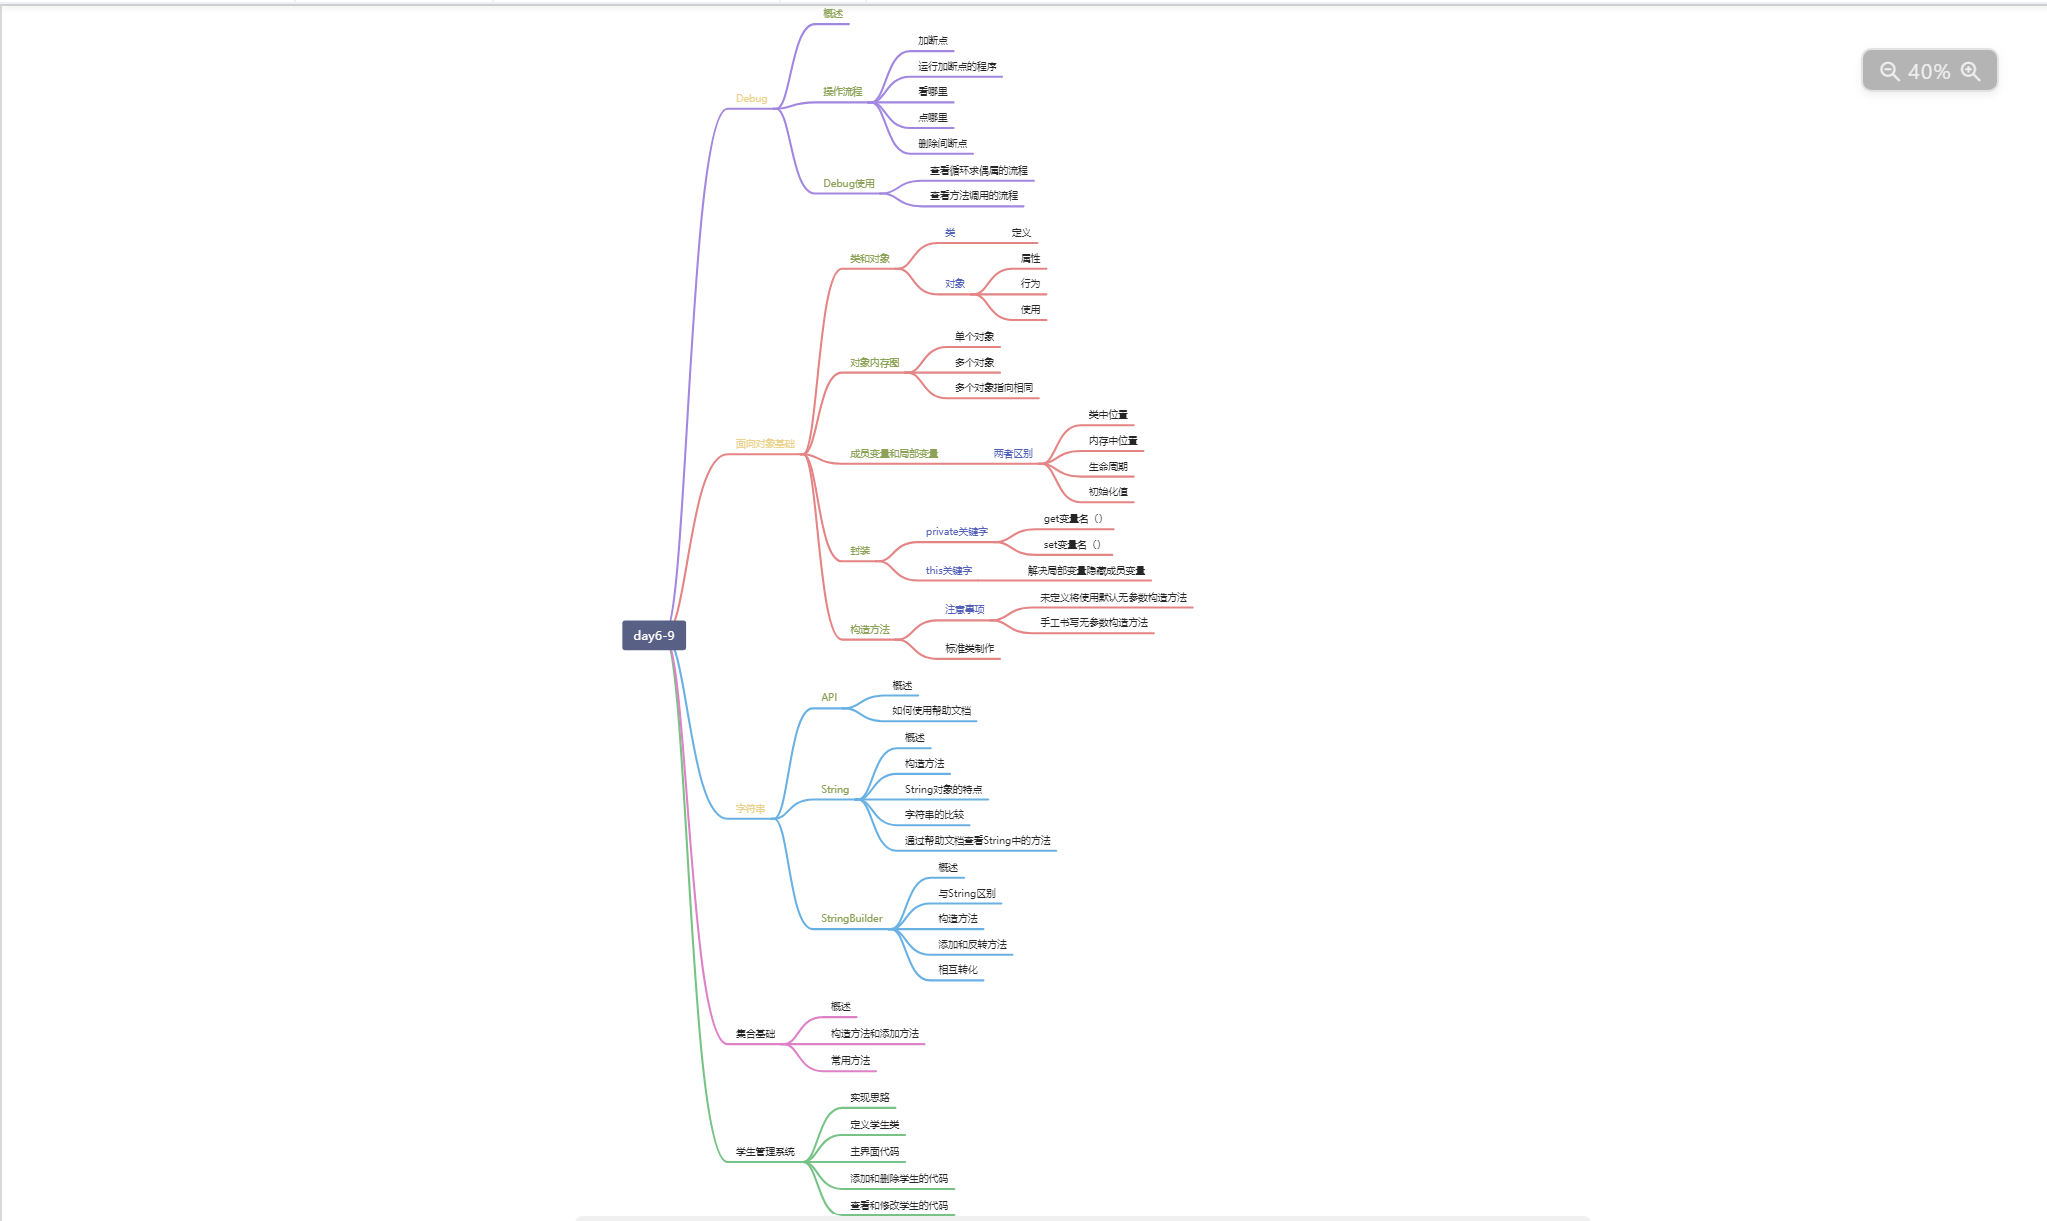 概述
加断点
运行加断点的程序
Debug
操作流程
看哪里
点哪里
删除间断点
Debug使用
查看循环求偶属的流程
查看方法调用的流程
类和对象
类
定义
对象
属性
行为
使用
对象内存图
单个对象
多个对象
多个对象指向相同
面向对象基础
成员变量和局部变量
两者区别
类中位置
内存中位置
生命周期
初始化值
封装
private关键字
get变量名（）
set变量名（）
this关键字
解决局部变量隐藏成员变量
构造方法
注意事项
未定义将使用默认无参数构造方法
手工书写无参数构造方法
标准类制作
day6-9
API
概述
如何使用帮助文档
字符串
String
概述
构造方法
String对象的特点
字符串的比较
通过帮助文档查看String中的方法
StringBuilder
概述
与String区别
构造方法
添加和反转方法
相互转化
集合基础
概述
构造方法和添加方法
常用方法
学生管理系统
实现思路
定义学生类
主界面代码
添加和删除学生的代码
查看和修改学生的代码
40%